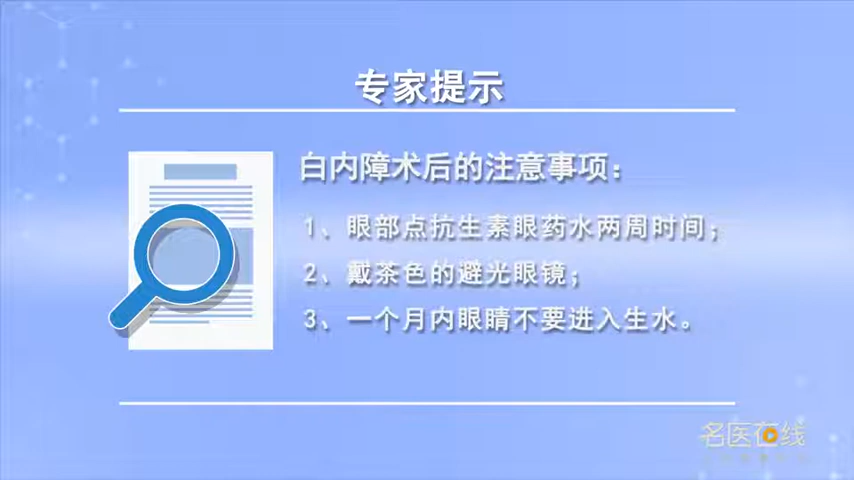 专家提示
白内障术后的注意事项：
1、眼部点抗生素眼药水两周时间；
2、戴茶色的避光眼镜；
3、一个月内眼睛不要进入生水。
名医在线